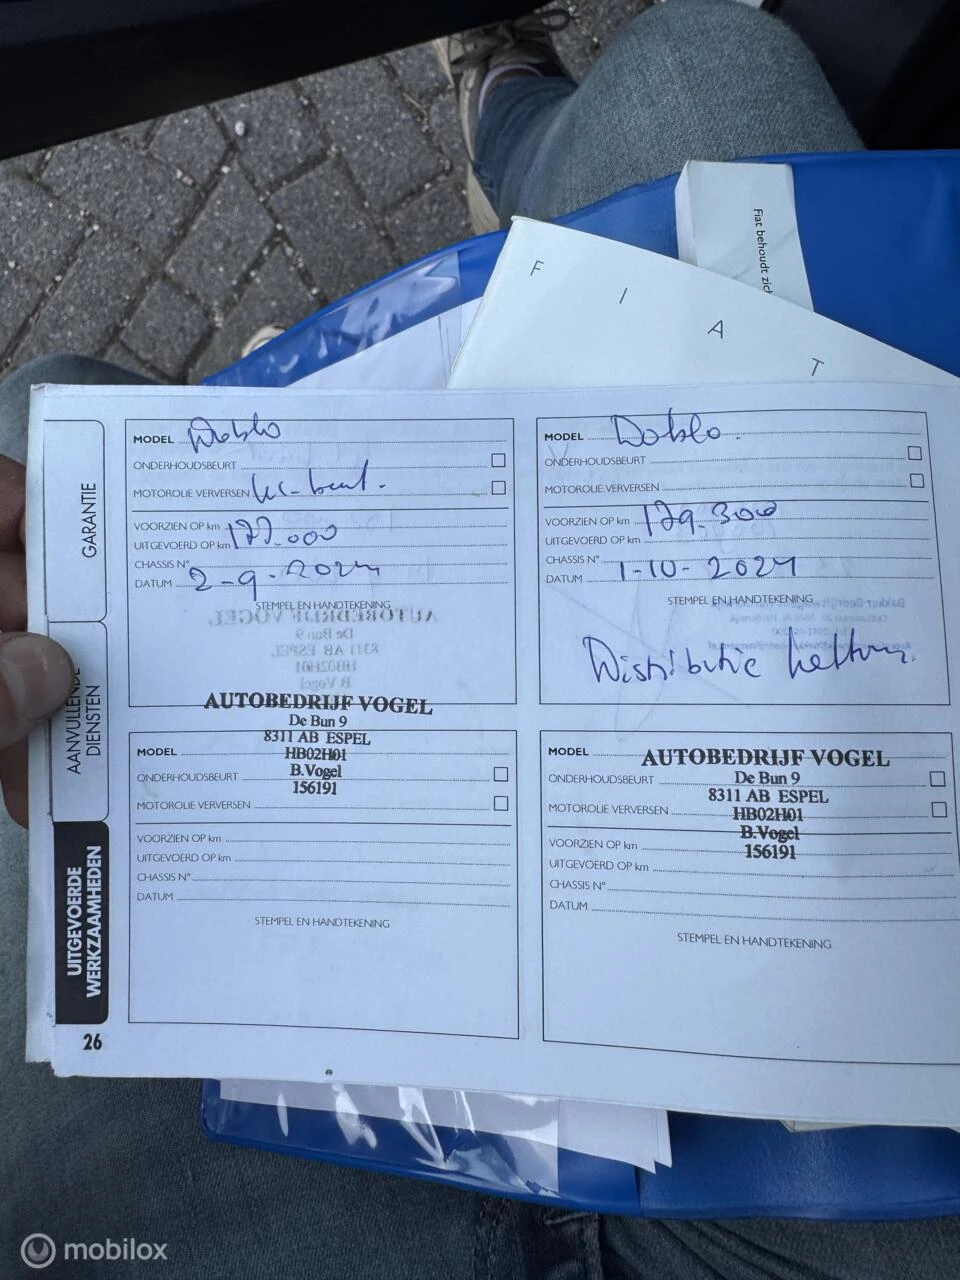 Fiat behoudt zich
F I A T
GARANTIE
AANVULLENDE
DIENSTEN
UITGEVOERDE
WERKZAAMHEDEN
26
MODEL Doblo
ONDERHOUDSBEURT
MOTOROLIE VERVERSEN kl-beurt.
VOORZIEN OP km 177.000
UITGEVOERD OP km
CHASSIS N°
DATUM 2-9-2024
STEMPEL EN HANDTEKENING
AUTOBEDRIJF VOGEL
De Bun 9
8311 AB ESPEL
HB02H01
B.Vogel
156191
MODEL Doblo.
ONDERHOUDSBEURT
MOTOROLIE VERVERSEN
VOORZIEN OP km 179.300
UITGEVOERD OP km
CHASSIS N°
DATUM 1-10-2024
STEMPEL EN HANDTEKENING
Distributie ketting.
MODEL
ONDERHOUDSBEURT
MOTOROLIE VERVERSEN
VOORZIEN OP km
UITGEVOERD OP km
CHASSIS N°
DATUM
STEMPEL EN HANDTEKENING
AUTOBEDRIJF VOGEL
De Bun 9
8311 AB ESPEL
HB02H01
B.Vogel
156191
MODEL
ONDERHOUDSBEURT
MOTOROLIE VERVERSEN
VOORZIEN OP km
UITGEVOERD OP km
CHASSIS N°
DATUM
STEMPEL EN HANDTEKENING
mobilox